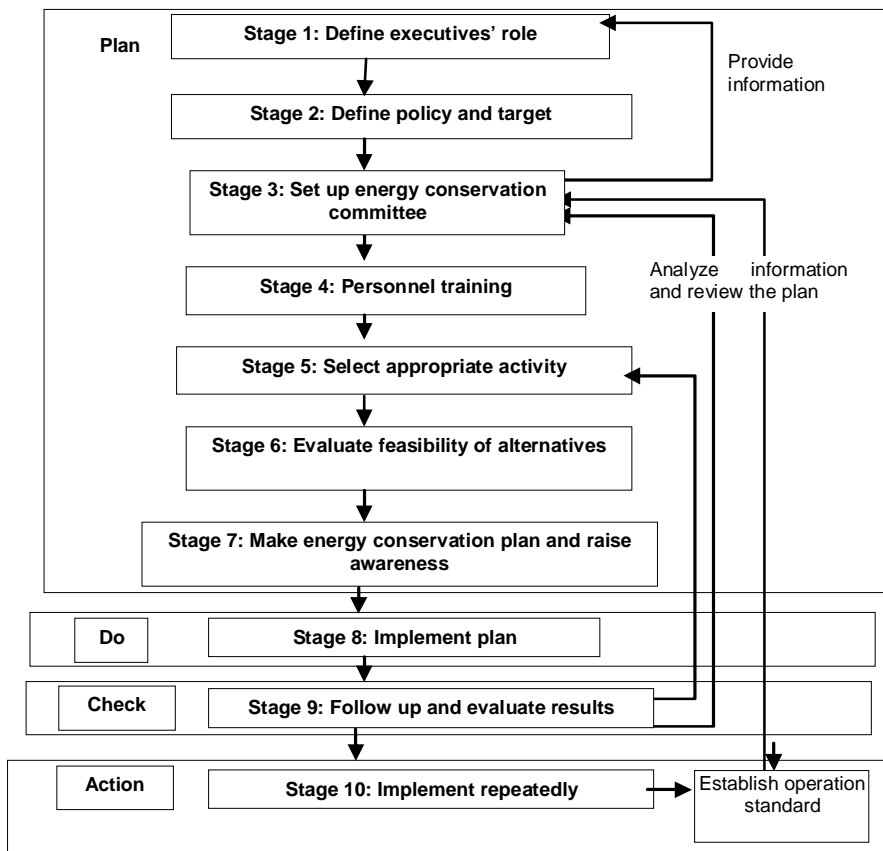 Plan
Stage 1: Define executives’ role
Provide
information
Stage 2: Define policy and target
Stage 3: Set up energy conservation
committee
Analyze information
and review the plan
Stage 4: Personnel training
Stage 5: Select appropriate activity
Stage 6: Evaluate feasibility of alternatives
Stage 7: Make energy conservation plan and raise
awareness
Do
Stage 8: Implement plan
Check
Stage 9: Follow up and evaluate results
Action
Stage 10: Implement repeatedly
Establish operation
standard